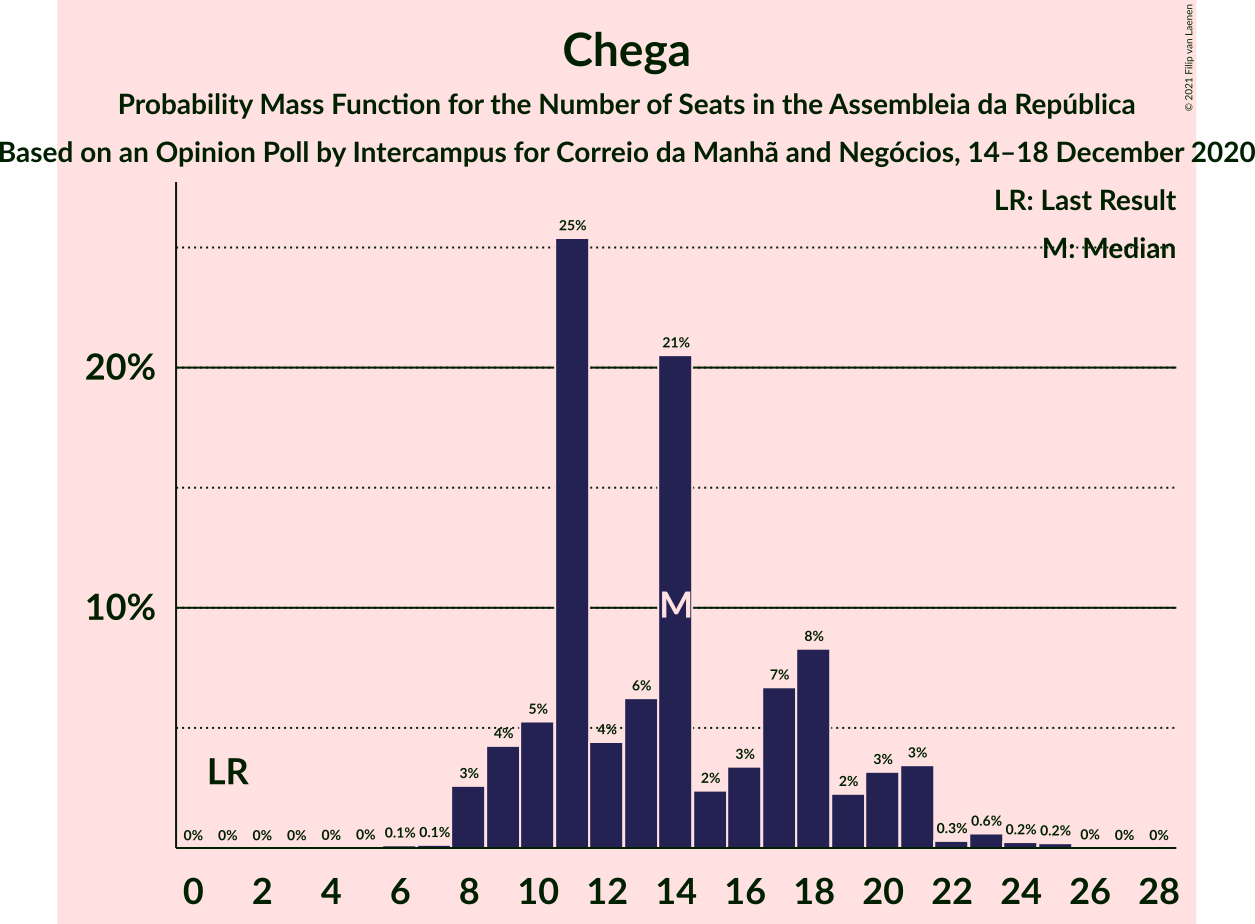 Chega
Probability Mass Function for the Number of Seats in the Assembleia da República
Based on an Opinion Poll by Intercampus for Correio da Manhã and Negócios, 14–18 December 2020
© 2021 Filip van Laenen
LR: Last Result
M: Median
20%
10%
0% 0% 0% 0% 0% 0% 0.1% 0.1% 3% 4% 5% 25% 4% 6% 21% 2% 3% 7% 8% 2% 3% 3% 0.3% 0.6% 0.2% 0.2% 0% 0% 0%
LR
M
0 2 4 6 8 10 12 14 16 18 20 22 24 26 28